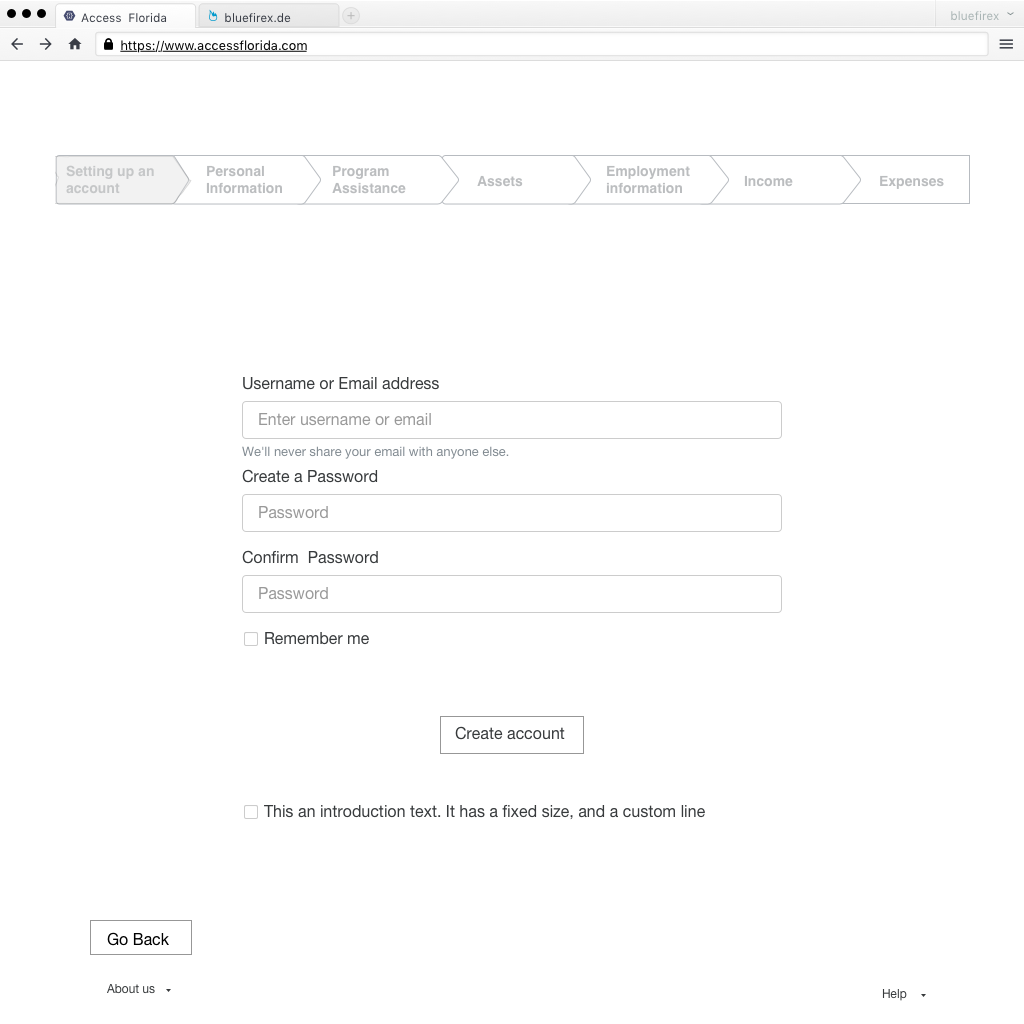 Access Florida
bluefirex.de
bluefirex
https://www.accessflorida.com
Setting up an
account
Personal
Information
Program
Assistance
Assets
Employment
information
Income
Expenses
Username or Email address
Enter username or email
We'll never share your email with anyone else.
Create a Password
Password
Confirm Password
Password
Remember me
Create account
This an introduction text. It has a fixed size, and a custom line
Go Back
About us
Help